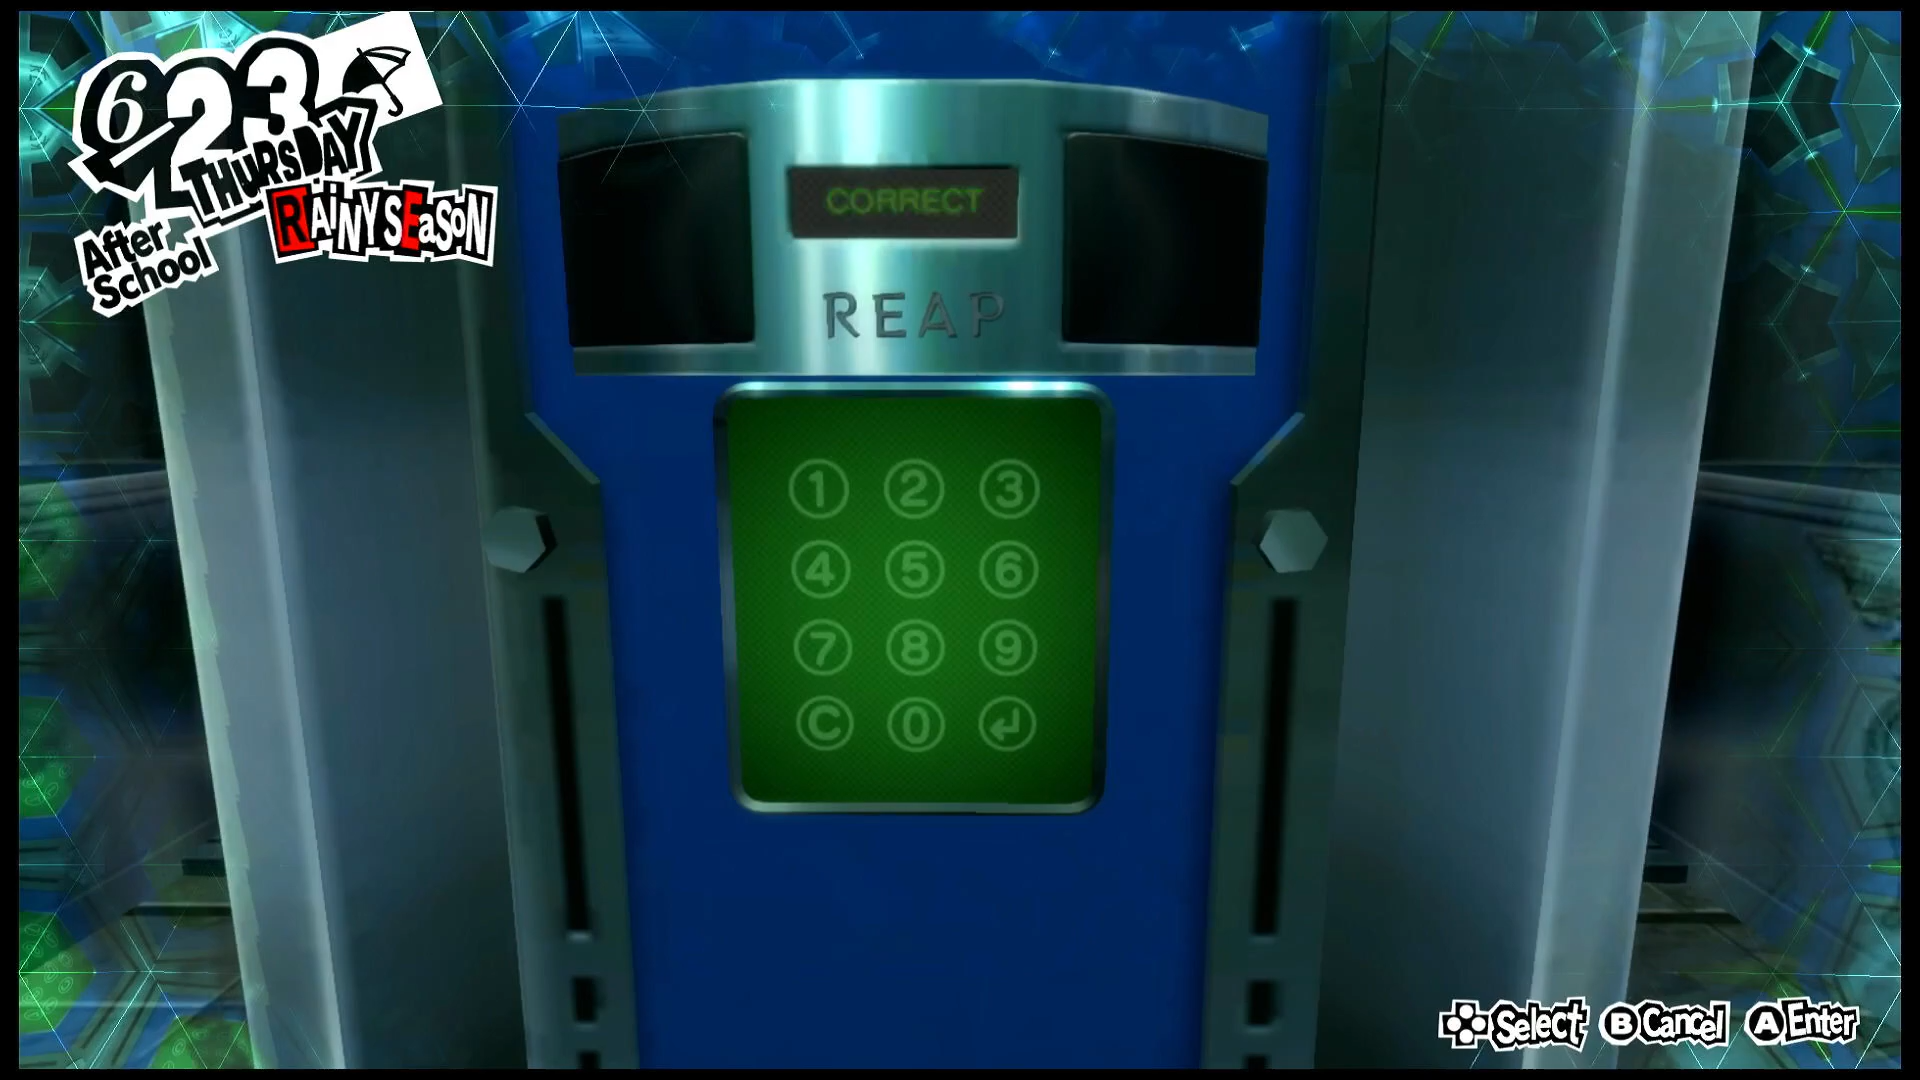 6/23
THURSDAY
RAiNY SEaSoN
After
School
CORRECT
REAP
1 2 3
4 5 6
7 8 9
C 0 ↲
Select B Cancel A Enter